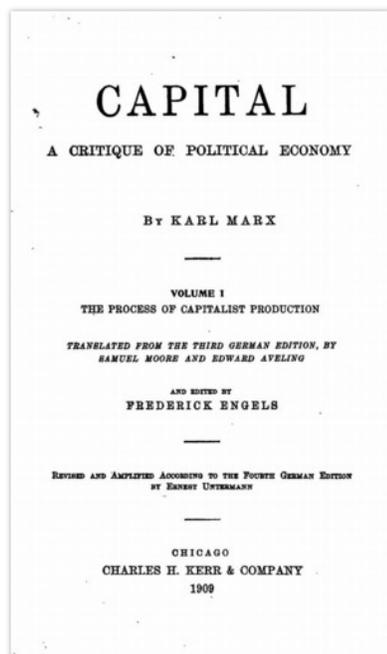 CAPITAL
A CRITIQUE OF POLITICAL ECONOMY
BY KARL MARX
VOLUME I
THE PROCESS OF CAPITALIST PRODUCTION
TRANSLATED FROM THE THIRD GERMAN EDITION, BY
SAMUEL MOORE AND EDWARD AVELING
AND EDITED BY
FREDERICK ENGELS
REVISED AND AMPLIFIED ACCORDING TO THE FOURTH GERMAN EDITION
BY ERNEST UNTERMANN
CHICAGO
CHARLES H. KERR & COMPANY
1909